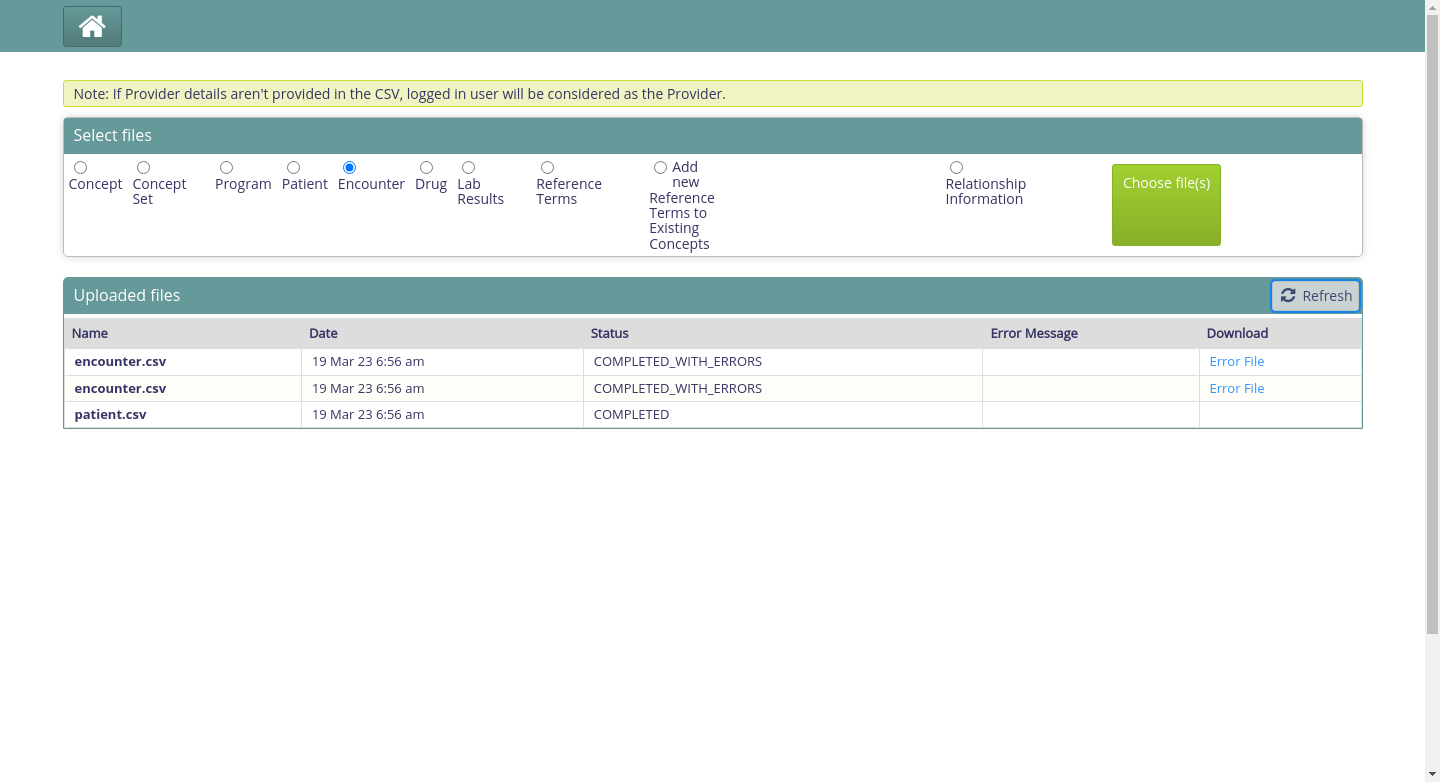 Note: If Provider details aren't provided in the CSV, logged in user will be considered as the Provider.
Select files
Concept
Concept
Set
Program
Patient
Encounter
Drug
Lab
Results
Reference
Terms
Add
new
Reference
Terms to
Existing
Concepts
Relationship
Information
Choose file(s)
Uploaded files
Refresh
Name Date Status Error Message Download
encounter.csv 19 Mar 23 6:56 am COMPLETED_WITH_ERRORS Error File
encounter.csv 19 Mar 23 6:56 am COMPLETED_WITH_ERRORS Error File
patient.csv 19 Mar 23 6:56 am COMPLETED